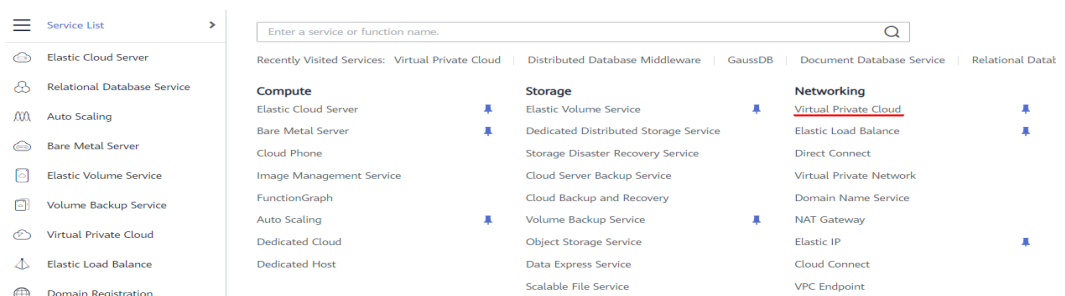 Service List
Elastic Cloud Server
Relational Database Service
Auto Scaling
Bare Metal Server
Elastic Volume Service
Volume Backup Service
Virtual Private Cloud
Elastic Load Balance
Domain Registration
Enter a service or function name.
Recently Visited Services: Virtual Private Cloud | Distributed Database Middleware | GaussDB | Document Database Service | Relational Datab
Compute
Elastic Cloud Server
Bare Metal Server
Cloud Phone
Image Management Service
FunctionGraph
Auto Scaling
Dedicated Cloud
Dedicated Host
Storage
Elastic Volume Service
Dedicated Distributed Storage Service
Storage Disaster Recovery Service
Cloud Server Backup Service
Cloud Backup and Recovery
Volume Backup Service
Object Storage Service
Data Express Service
Scalable File Service
Networking
Virtual Private Cloud
Elastic Load Balance
Direct Connect
Virtual Private Network
Domain Name Service
NAT Gateway
Elastic IP
Cloud Connect
VPC Endpoint